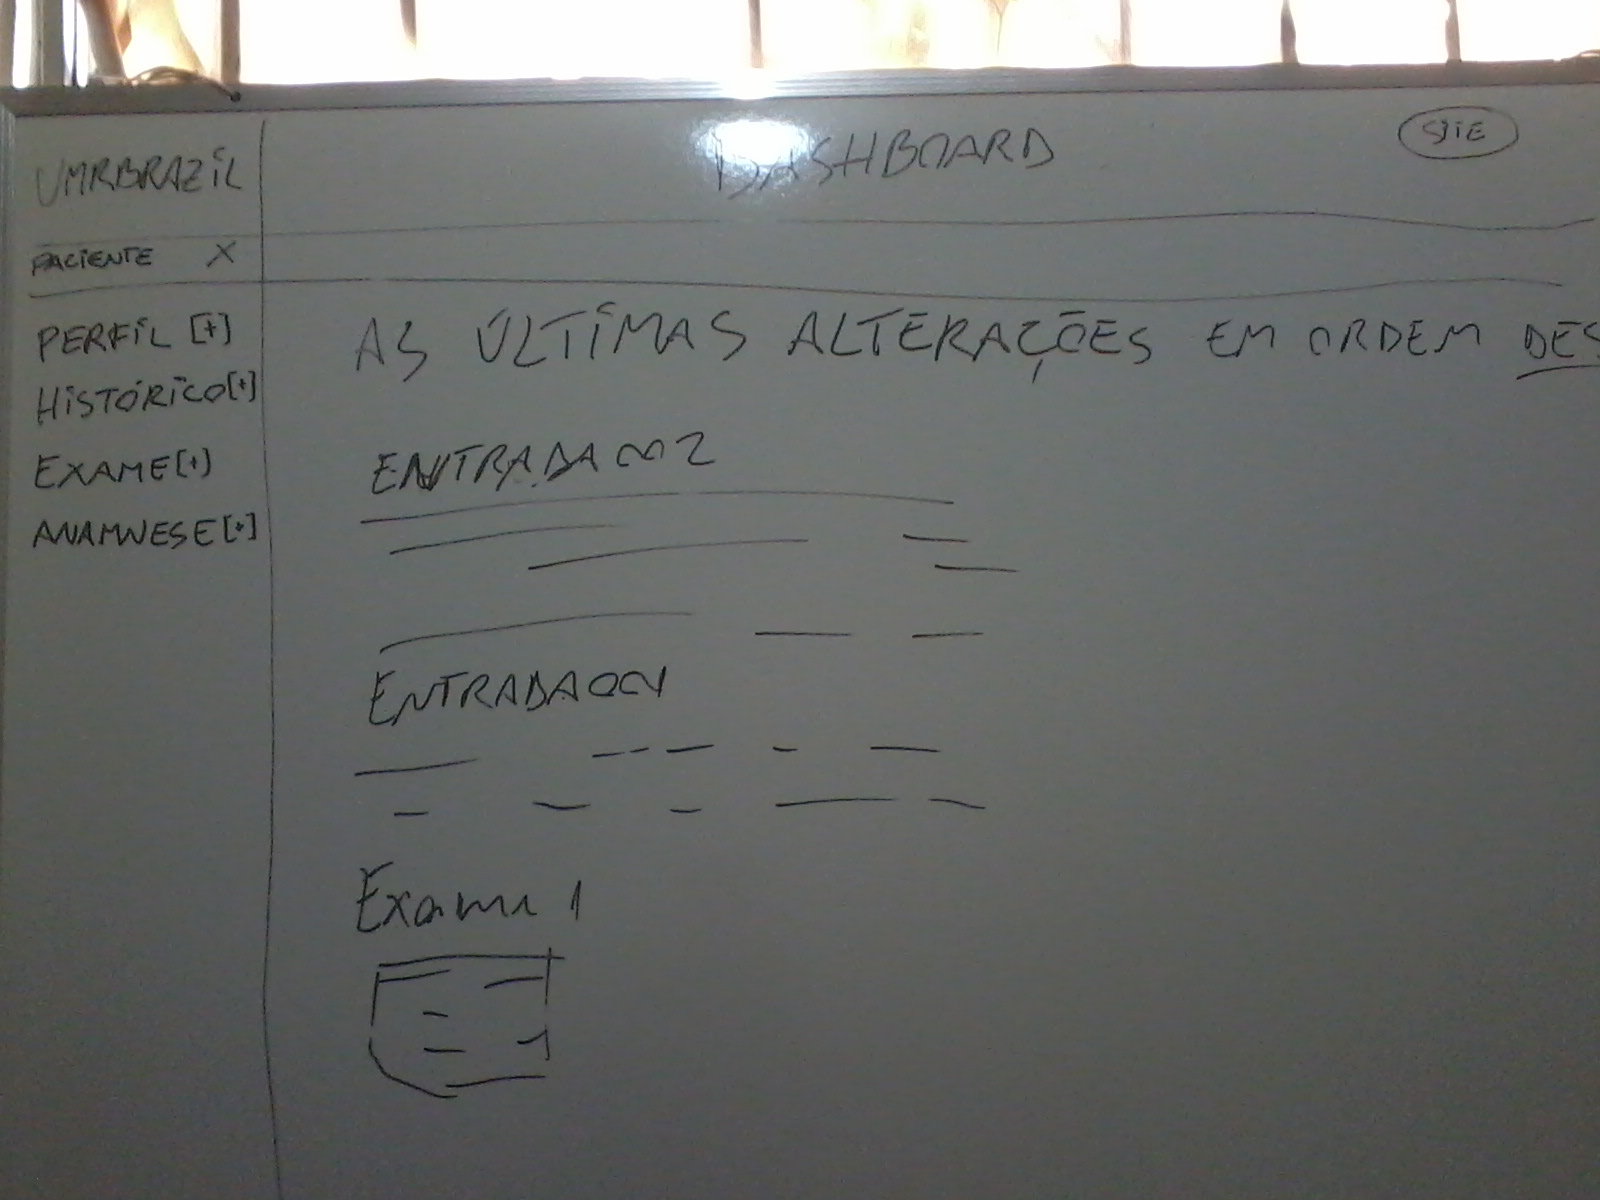 UMRBRAZIL
DASHBOARD
PACIENTE X
PERFIL [+]
HISTÓRICO [+]
EXAME [+]
ANAMNESE [+]
AS ÚLTIMAS ALTERAÇÕES EM ORDEM DES
ENTRADA 002
ENTRADA 001
Exame 1